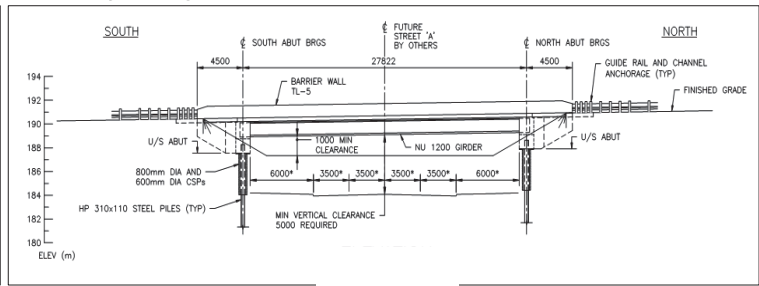 SOUTH
℄ SOUTH ABUT BRGS
℄ FUTURE
STREET 'A'
BY OTHERS
℄ NORTH ABUT BRGS
NORTH
4500
27822
4500
GUIDE RAIL AND CHANNEL
ANCHORAGE (TYP)
BARRIER WALL
TL-5
FINISHED GRADE
194
192
190
188
186
184
182
180
ELEV (m)
U/S ABUT
1000 MIN
CLEARANCE
NU 1200 GIRDER
U/S ABUT
800mm DIA AND
600mm DIA CSPs
6000*
3500*
3500*
3500*
3500*
6000*
HP 310x110 STEEL PILES (TYP)
MIN VERTICAL CLEARANCE
5000 REQUIRED